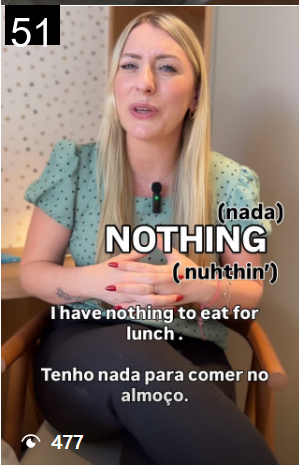 51
(nada)
NOTHING
(nuhthin')
I have nothing to eat for
lunch .
Tenho nada para comer no
almoço.
477